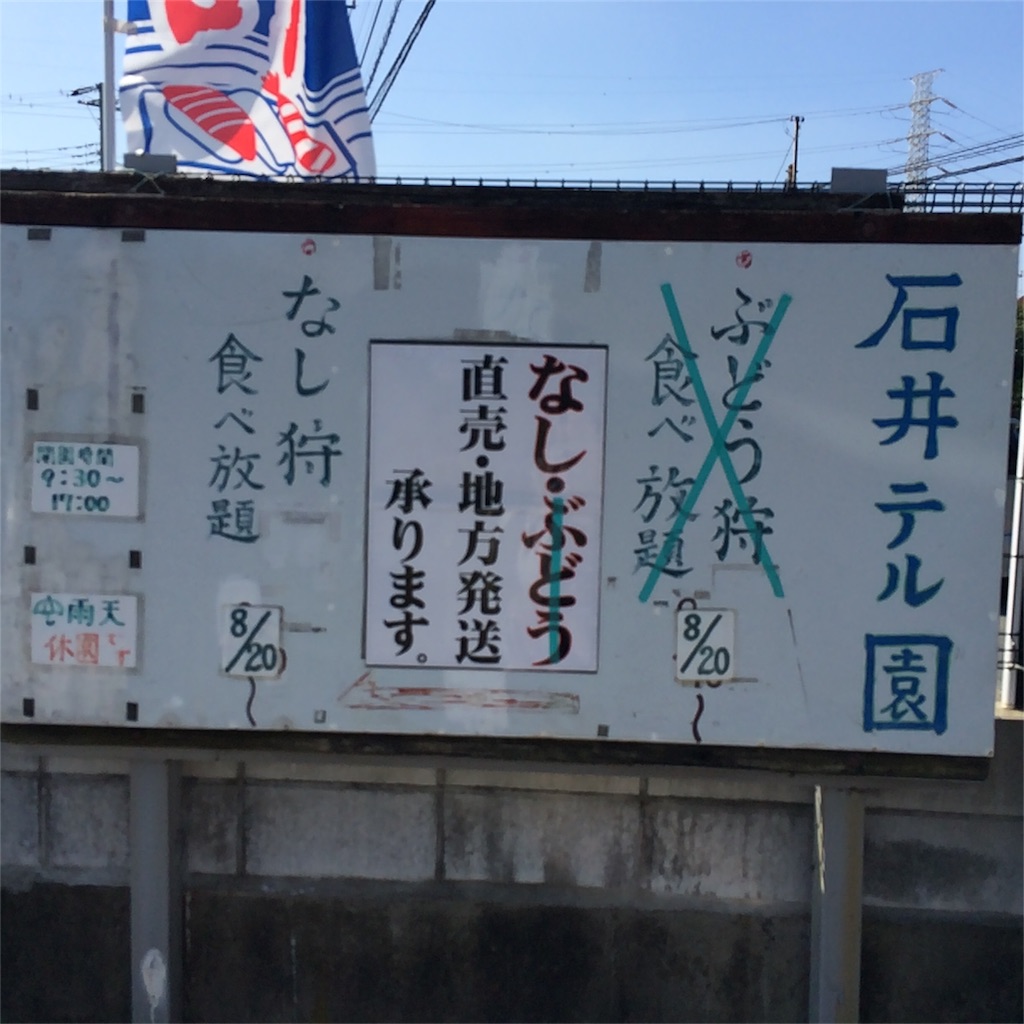 石井テル園
ぶどう狩
食べ放題
8/20
〜
なし・ぶどう
直売・地方発送
承ります。
なし狩
食べ放題
8/20
〜
開園時間
9:30〜
17:00
雨天
休園です